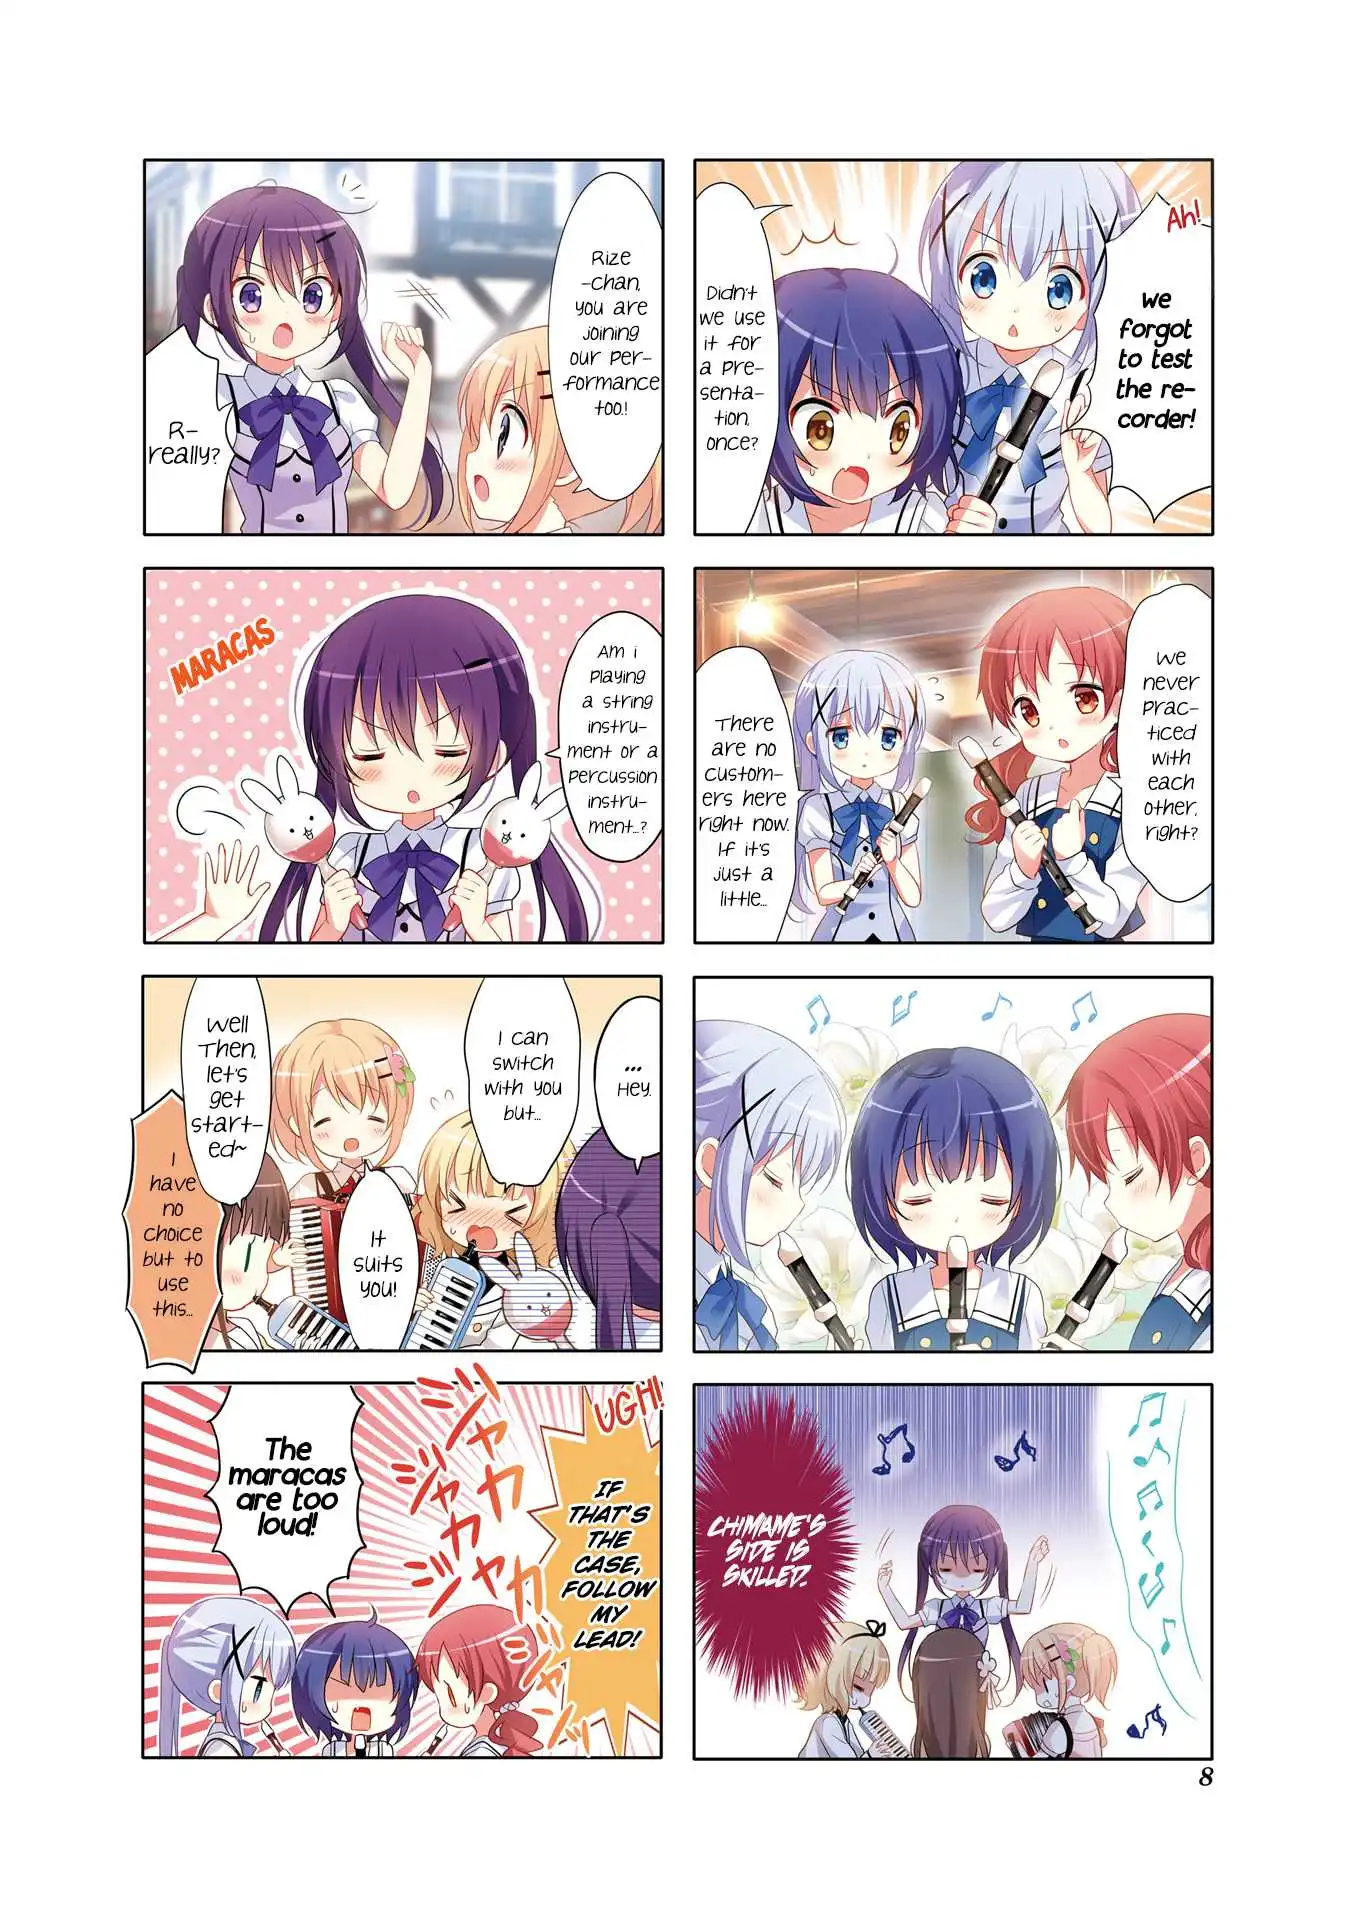 Ah!
we
forgot
to test
the re-
corder!
Didn't
we use
it for
a pre-
senta-
tion,
once?
We
never
prac-
ticed
with
each
other,
right?
There
are no
custom-
ers here
right now.
If it's
just a
little...
CHIMAME'S
SIDE IS
SKILLED.
Rize
-chan,
you are
joining
our per-
formance
too!
R-
really?
MARACAS
Am i
playing
a string
instru-
ment or a
percussion
instru-
ment...?
...
Hey.
I can
switch
with you
but...
It
suits
you!
Well
Then,
let's
get
start-
ed~
I
have
no
choice
but to
use
this...
UGH!
IF
THAT'S
THE
CASE,
FOLLOW
MY
LEAD!
ジャカ
ジャカ
ジャカ
ジャン
The
maracas
are too
loud!
8